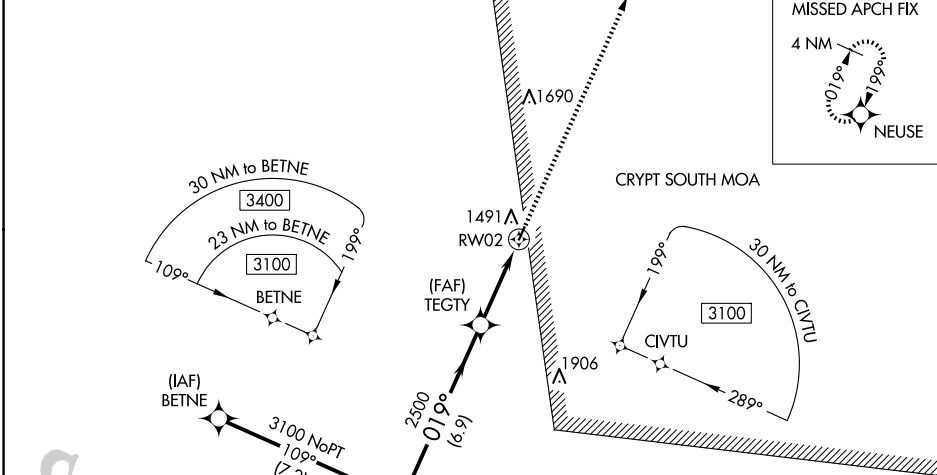 MISSED APCH FIX
4 NM
019°
199°
NEUSE
1690
CRYPT SOUTH MOA
30 NM to BETNE
3400
23 NM to BETNE
3100
199°
109°
BETNE
1491
RW02
(FAF)
TEGTY
199°
30 NM to CIVTU
3100
CIVTU
289°
1906
(IAF)
BETNE
3100 NoPT
109°
2500
019°
(6.9)